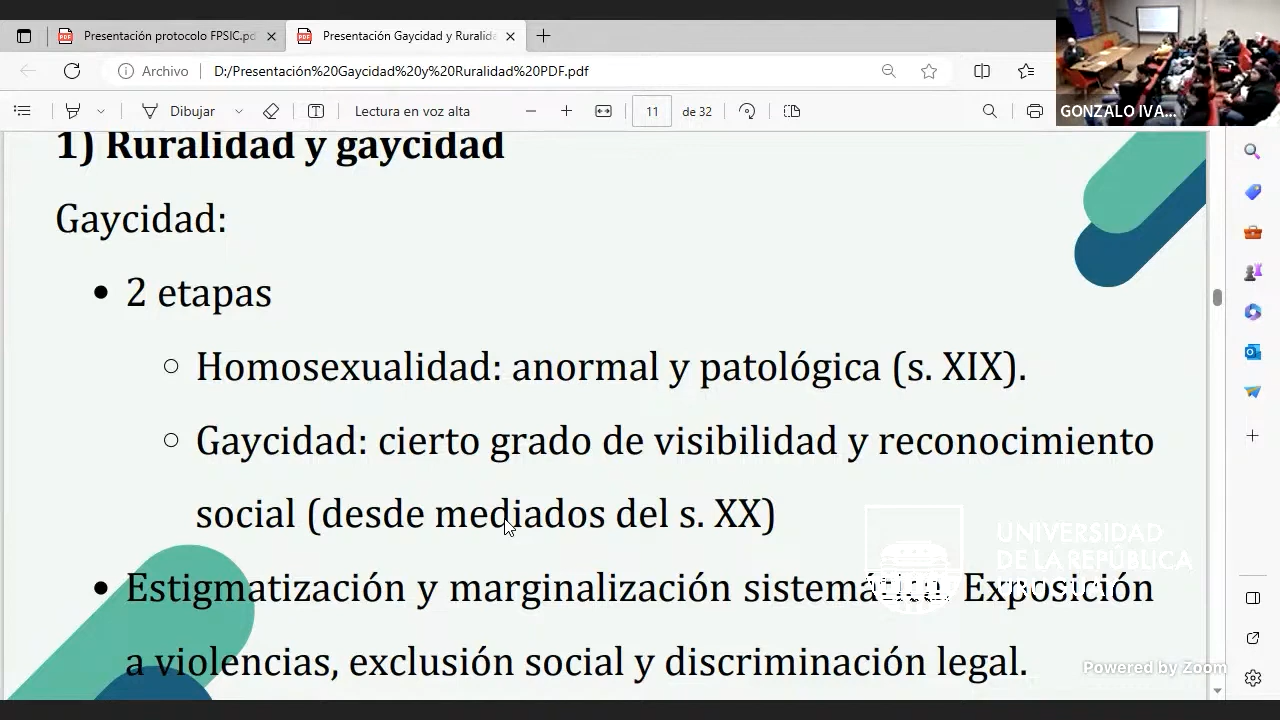 Presentación protocolo FPSIC.pd
Presentación Gaycidad y Ruralida
Archivo
D:/Presentación%20Gaycidad%20y%20Ruralidad%20PDF.pdf
Dibujar
Lectura en voz alta
11
de 32
GONZALO IVA...
1) Ruralidad y gaycidad
Gaycidad:
• 2 etapas
○ Homosexualidad: anormal y patológica (s. XIX).
○ Gaycidad: cierto grado de visibilidad y reconocimiento
social (desde mediados del s. XX)
• Estigmatización y marginalización sistemática. Exposición
a violencias, exclusión social y discriminación legal.
UNIVERSIDAD
DE LA REPÚBLICA
URUGUAY
Powered by Zoom